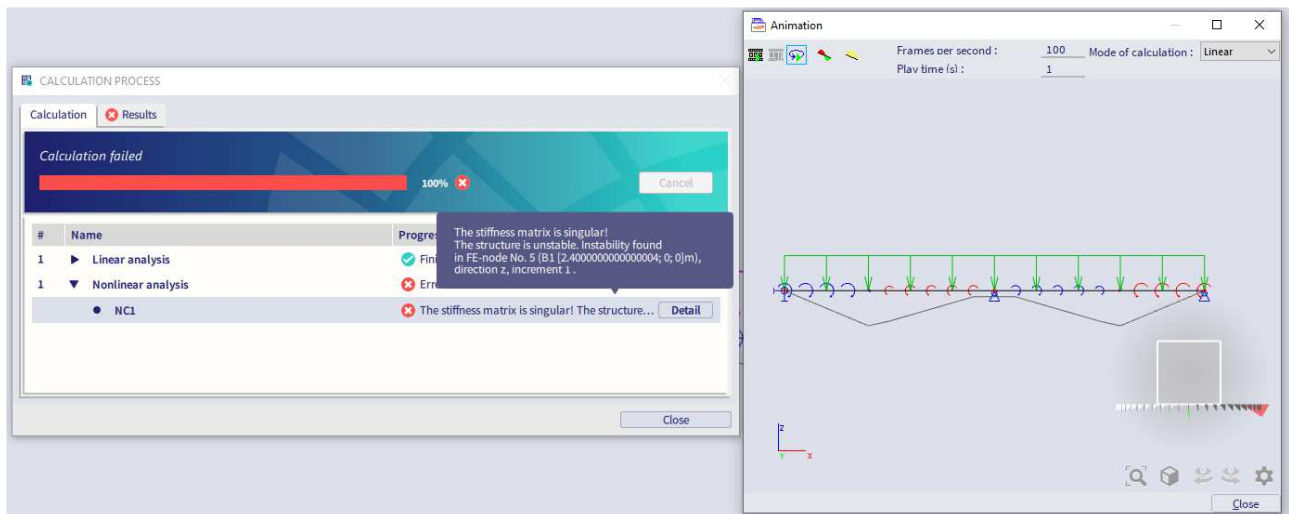 CALCULATION PROCESS
Calculation
Results
Calculation failed
100%
Cancel
# Name Progre
1 Linear analysis Fini
1 Nonlinear analysis Erre
NC1 The stiffness matrix is singular! The structure... Detail
The stiffness matrix is singular!
The structure is unstable. Instability found
in FE-node No. 5 (B1 [2.4000000000000004; 0; 0]m),
direction z, increment 1 .
Close
Animation
Frames per second : 100 Mode of calculation : Linear
Play time (s) : 1
z
Y x
Close